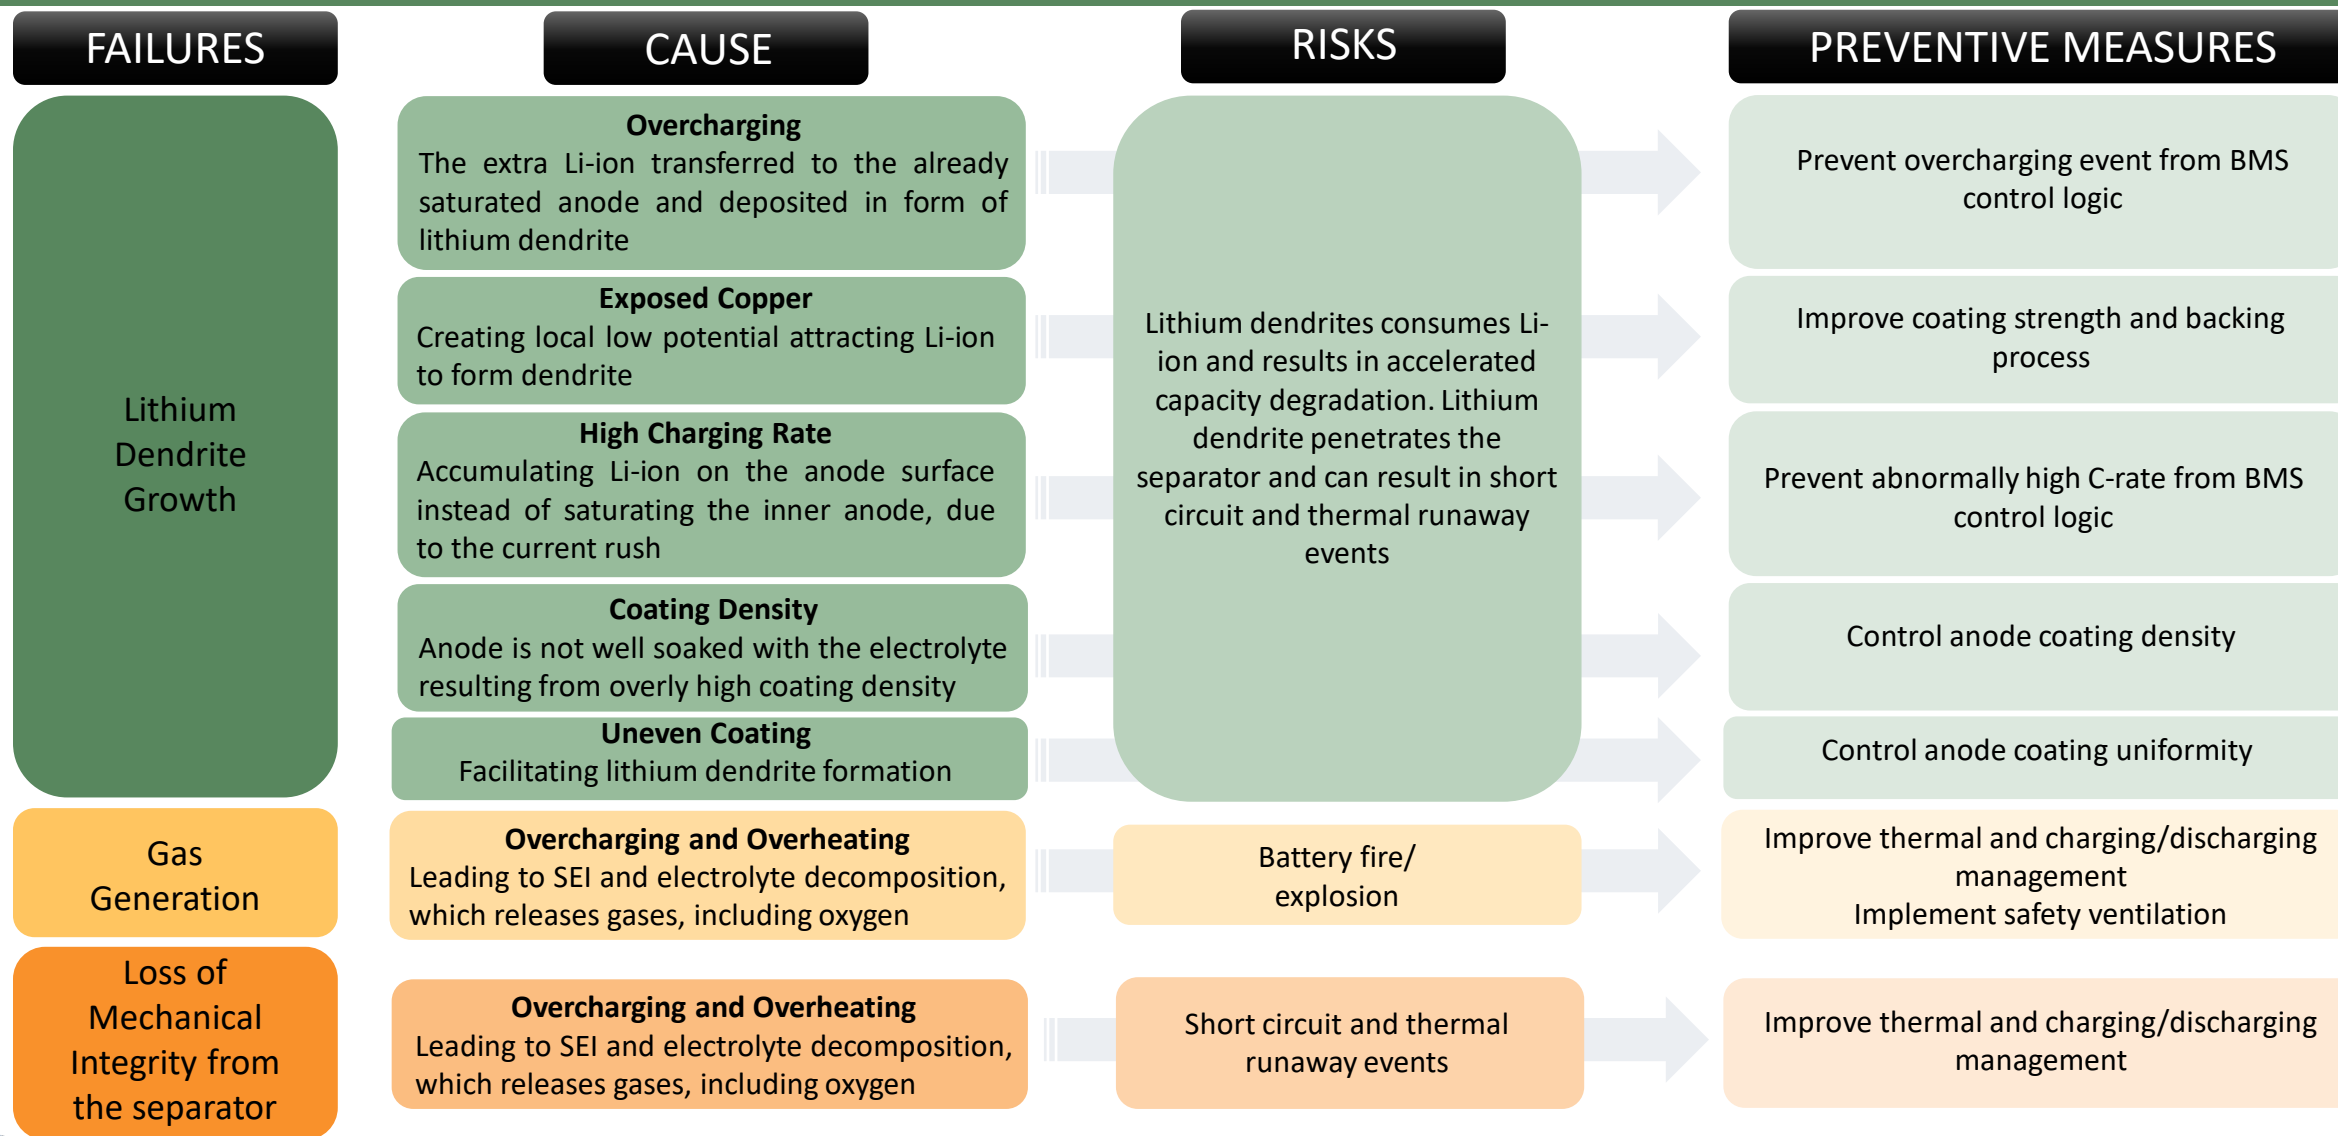 FAILURES
CAUSE
RISKS
PREVENTIVE MEASURES
Lithium
Dendrite
Growth
Overcharging
The extra Li-ion transferred to the already
saturated anode and deposited in form of
lithium dendrite
Exposed Copper
Creating local low potential attracting Li-ion
to form dendrite
High Charging Rate
Accumulating Li-ion on the anode surface
instead of saturating the inner anode, due
to the current rush
Coating Density
Anode is not well soaked with the electrolyte
resulting from overly high coating density
Uneven Coating
Facilitating lithium dendrite formation
Lithium dendrites consumes Li-
ion and results in accelerated
capacity degradation. Lithium
dendrite penetrates the
separator and can result in short
circuit and thermal runaway
events
Prevent overcharging event from BMS
control logic
Improve coating strength and backing
process
Prevent abnormally high C-rate from BMS
control logic
Control anode coating density
Control anode coating uniformity
Gas
Generation
Overcharging and Overheating
Leading to SEI and electrolyte decomposition,
which releases gases, including oxygen
Battery fire/
explosion
Improve thermal and charging/discharging
management
Implement safety ventilation
Loss of
Mechanical
Integrity from
the separator
Overcharging and Overheating
Leading to SEI and electrolyte decomposition,
which releases gases, including oxygen
Short circuit and thermal
runaway events
Improve thermal and charging/discharging
management